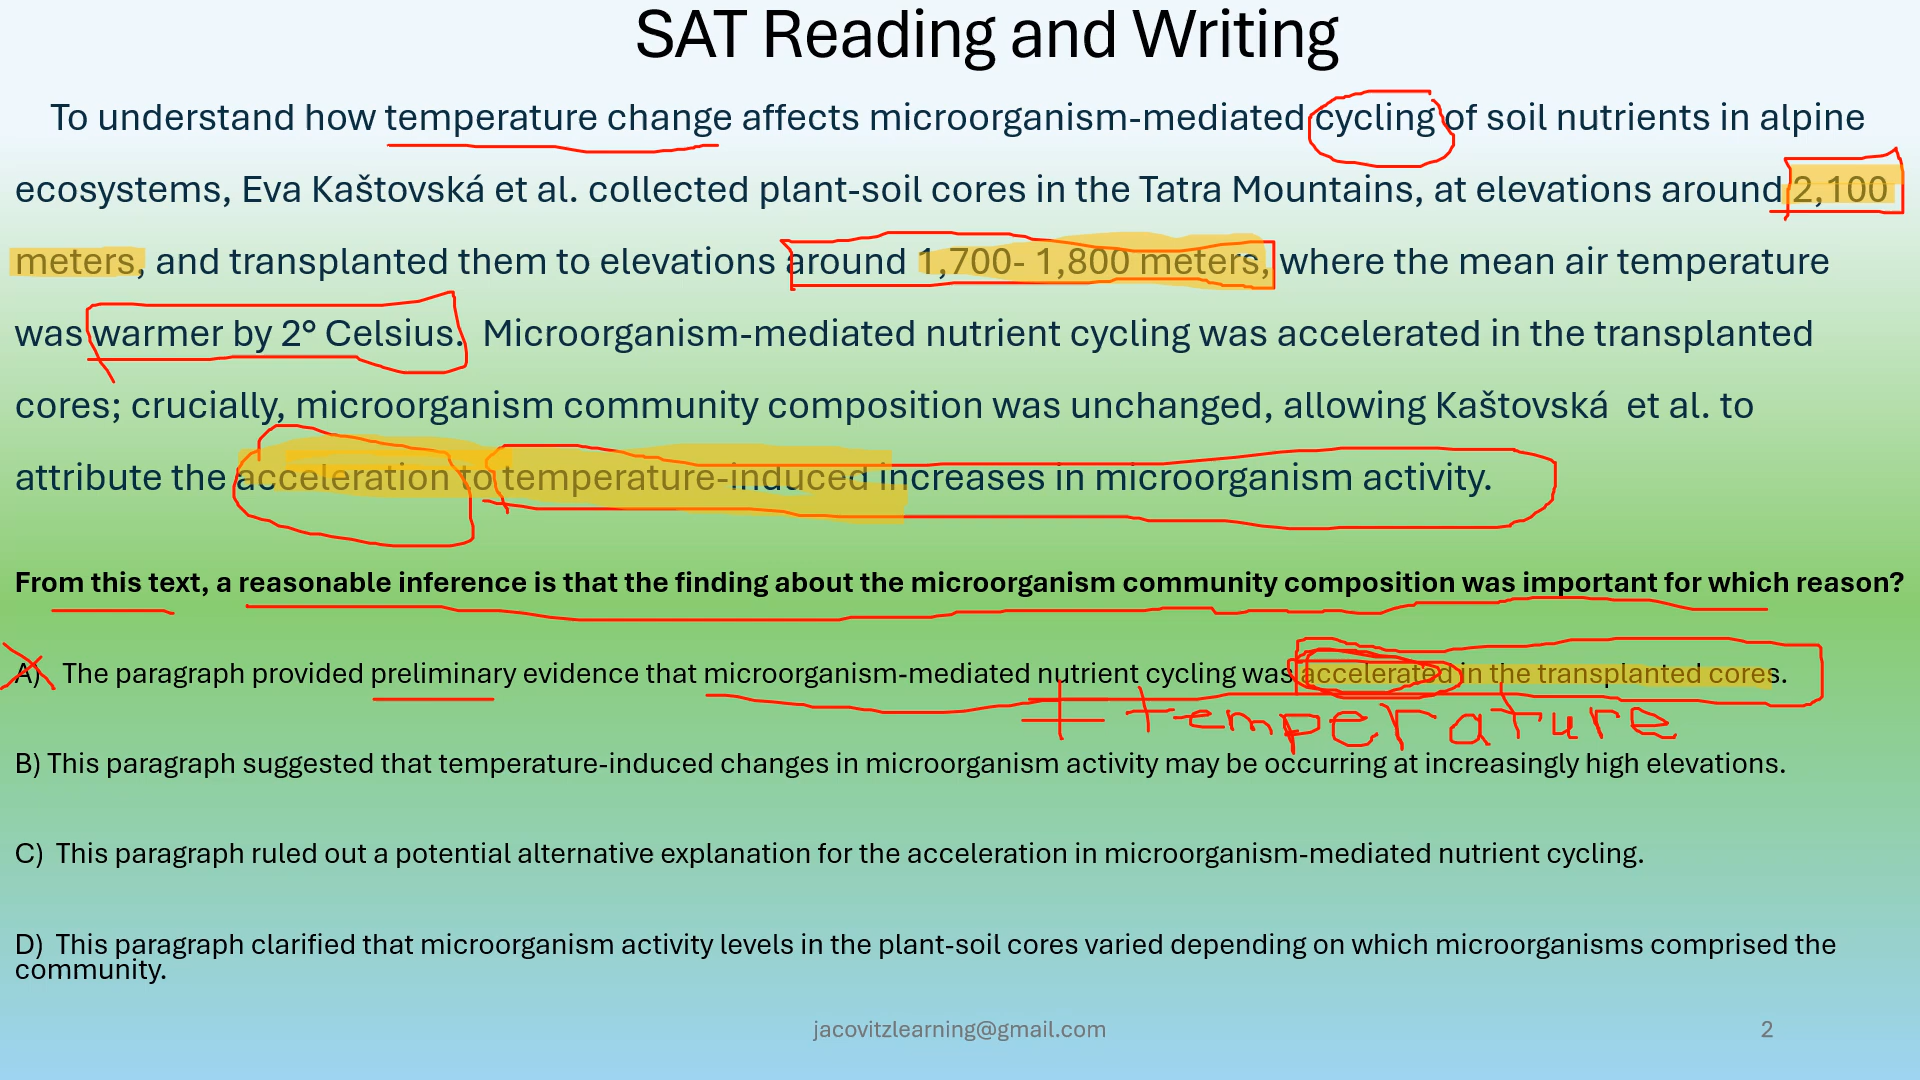 SAT Reading and Writing
To understand how temperature change affects microorganism-mediated cycling of soil nutrients in alpine
ecosystems, Eva Kaštovská et al. collected plant-soil cores in the Tatra Mountains, at elevations around 2,100
meters, and transplanted them to elevations around 1,700- 1,800 meters, where the mean air temperature
was warmer by 2° Celsius.  Microorganism-mediated nutrient cycling was accelerated in the transplanted
cores; crucially, microorganism community composition was unchanged, allowing Kaštovská  et al. to
attribute the acceleration to temperature-induced increases in microorganism activity.
From this text, a reasonable inference is that the finding about the microorganism community composition was important for which reason?
A)   The paragraph provided preliminary evidence that microorganism-mediated nutrient cycling was accelerated in the transplanted cores.
+ temperature
B) This paragraph suggested that temperature-induced changes in microorganism activity may be occurring at increasingly high elevations.
C)  This paragraph ruled out a potential alternative explanation for the acceleration in microorganism-mediated nutrient cycling.
D)  This paragraph clarified that microorganism activity levels in the plant-soil cores varied depending on which microorganisms comprised the
community.
jacovitzlearning@gmail.com 2